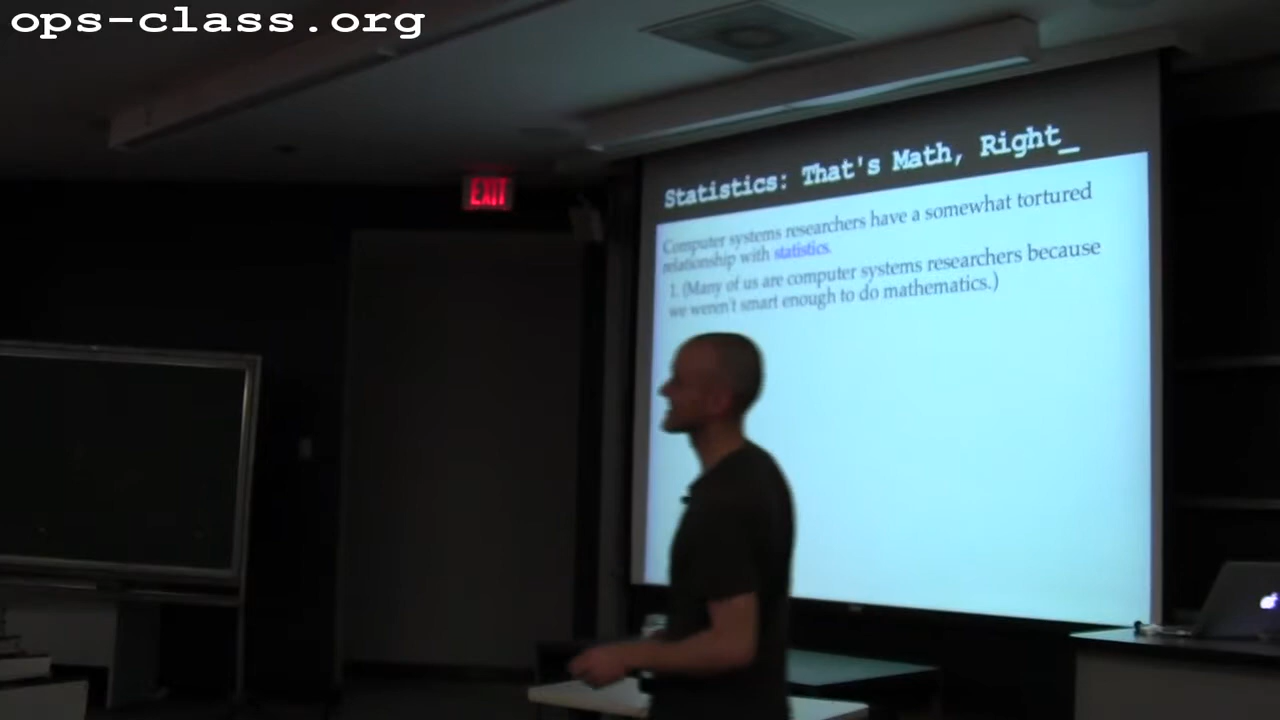 ops-class.org
EXIT
Statistics: That's Math, Right_
Computer systems researchers have a somewhat tortured
relationship with statistics.
1. (Many of us are computer systems researchers because
we weren't smart enough to do mathematics.)